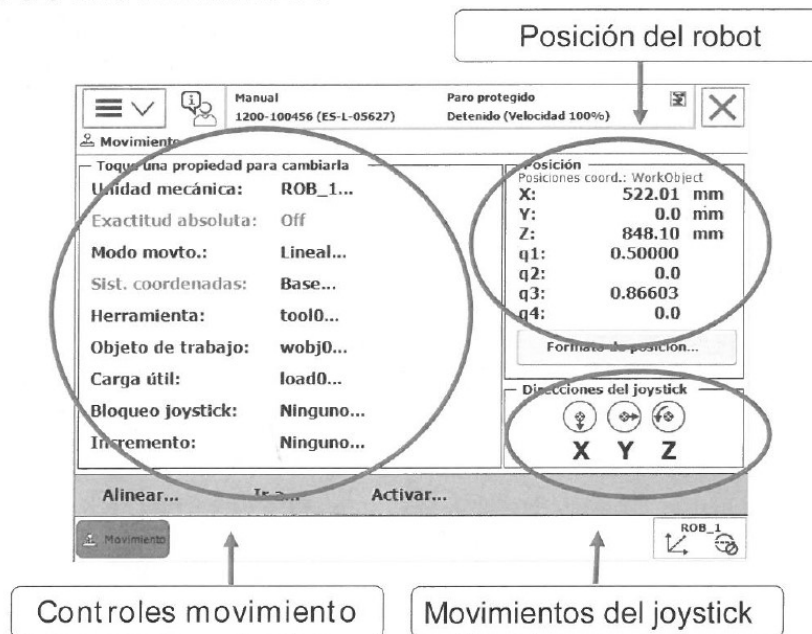 Posición del robot
Manual
1200-100456 (ES-L-05627)
Paro protegido
Detenido (Velocidad 100%)
Movimiento
Toque una propiedad para cambiarla
Unidad mecánica: ROB_1...
Exactitud absoluta: Off
Modo movto.: Lineal...
Sist. coordenadas: Base...
Herramienta: tool0...
Objeto de trabajo: wobj0...
Carga útil: load0...
Bloqueo joystick: Ninguno...
Incremento: Ninguno...
Posición
Posiciones coord.: WorkObject
X: 522.01 mm
Y: 0.0 mm
Z: 848.10 mm
q1: 0.50000
q2: 0.0
q3: 0.86603
q4: 0.0
Formato de posición...
Direcciones del joystick
X Y Z
Alinear... Ir a... Activar...
Movimiento
ROB_1
Controles movimiento
Movimientos del joystick